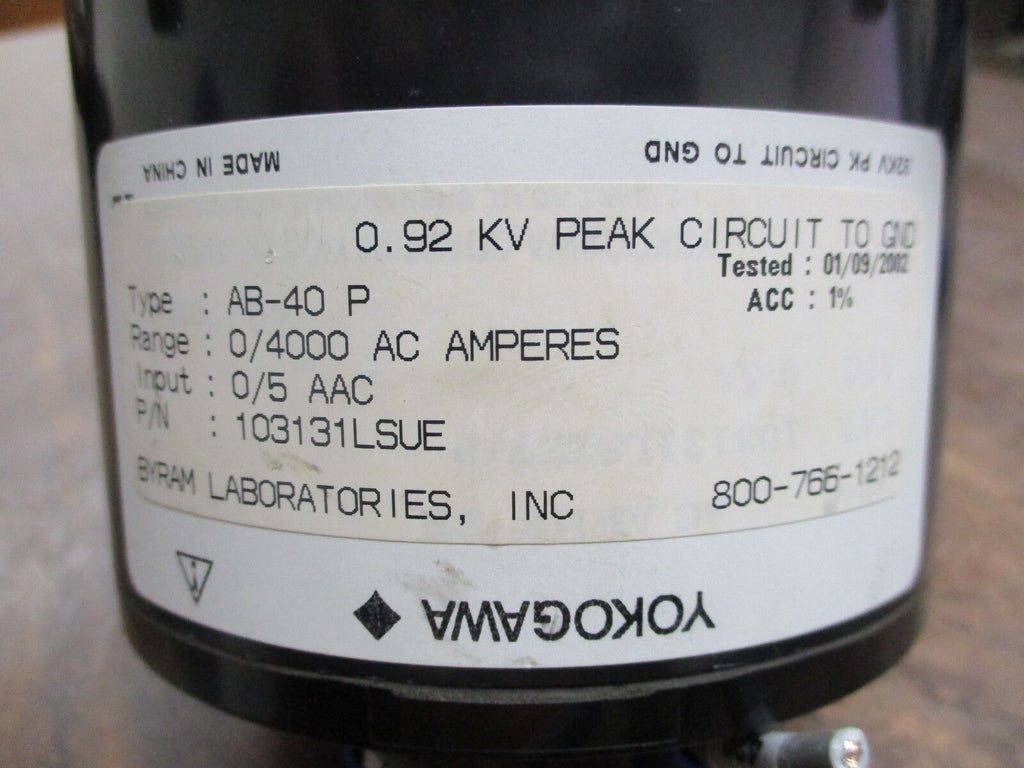 MADE IN CHINA
.92KV PK CIRCUIT TO GND
0.92 KV PEAK CIRCUIT TO GND
Tested : 01/09/2002
ACC : 1%
Type : AB-40 P
Range : 0/4000 AC AMPERES
Input : 0/5 AAC
P/N : 103131LSUE
BYRAM LABORATORIES, INC 800-766-1212
YOKOGAWA